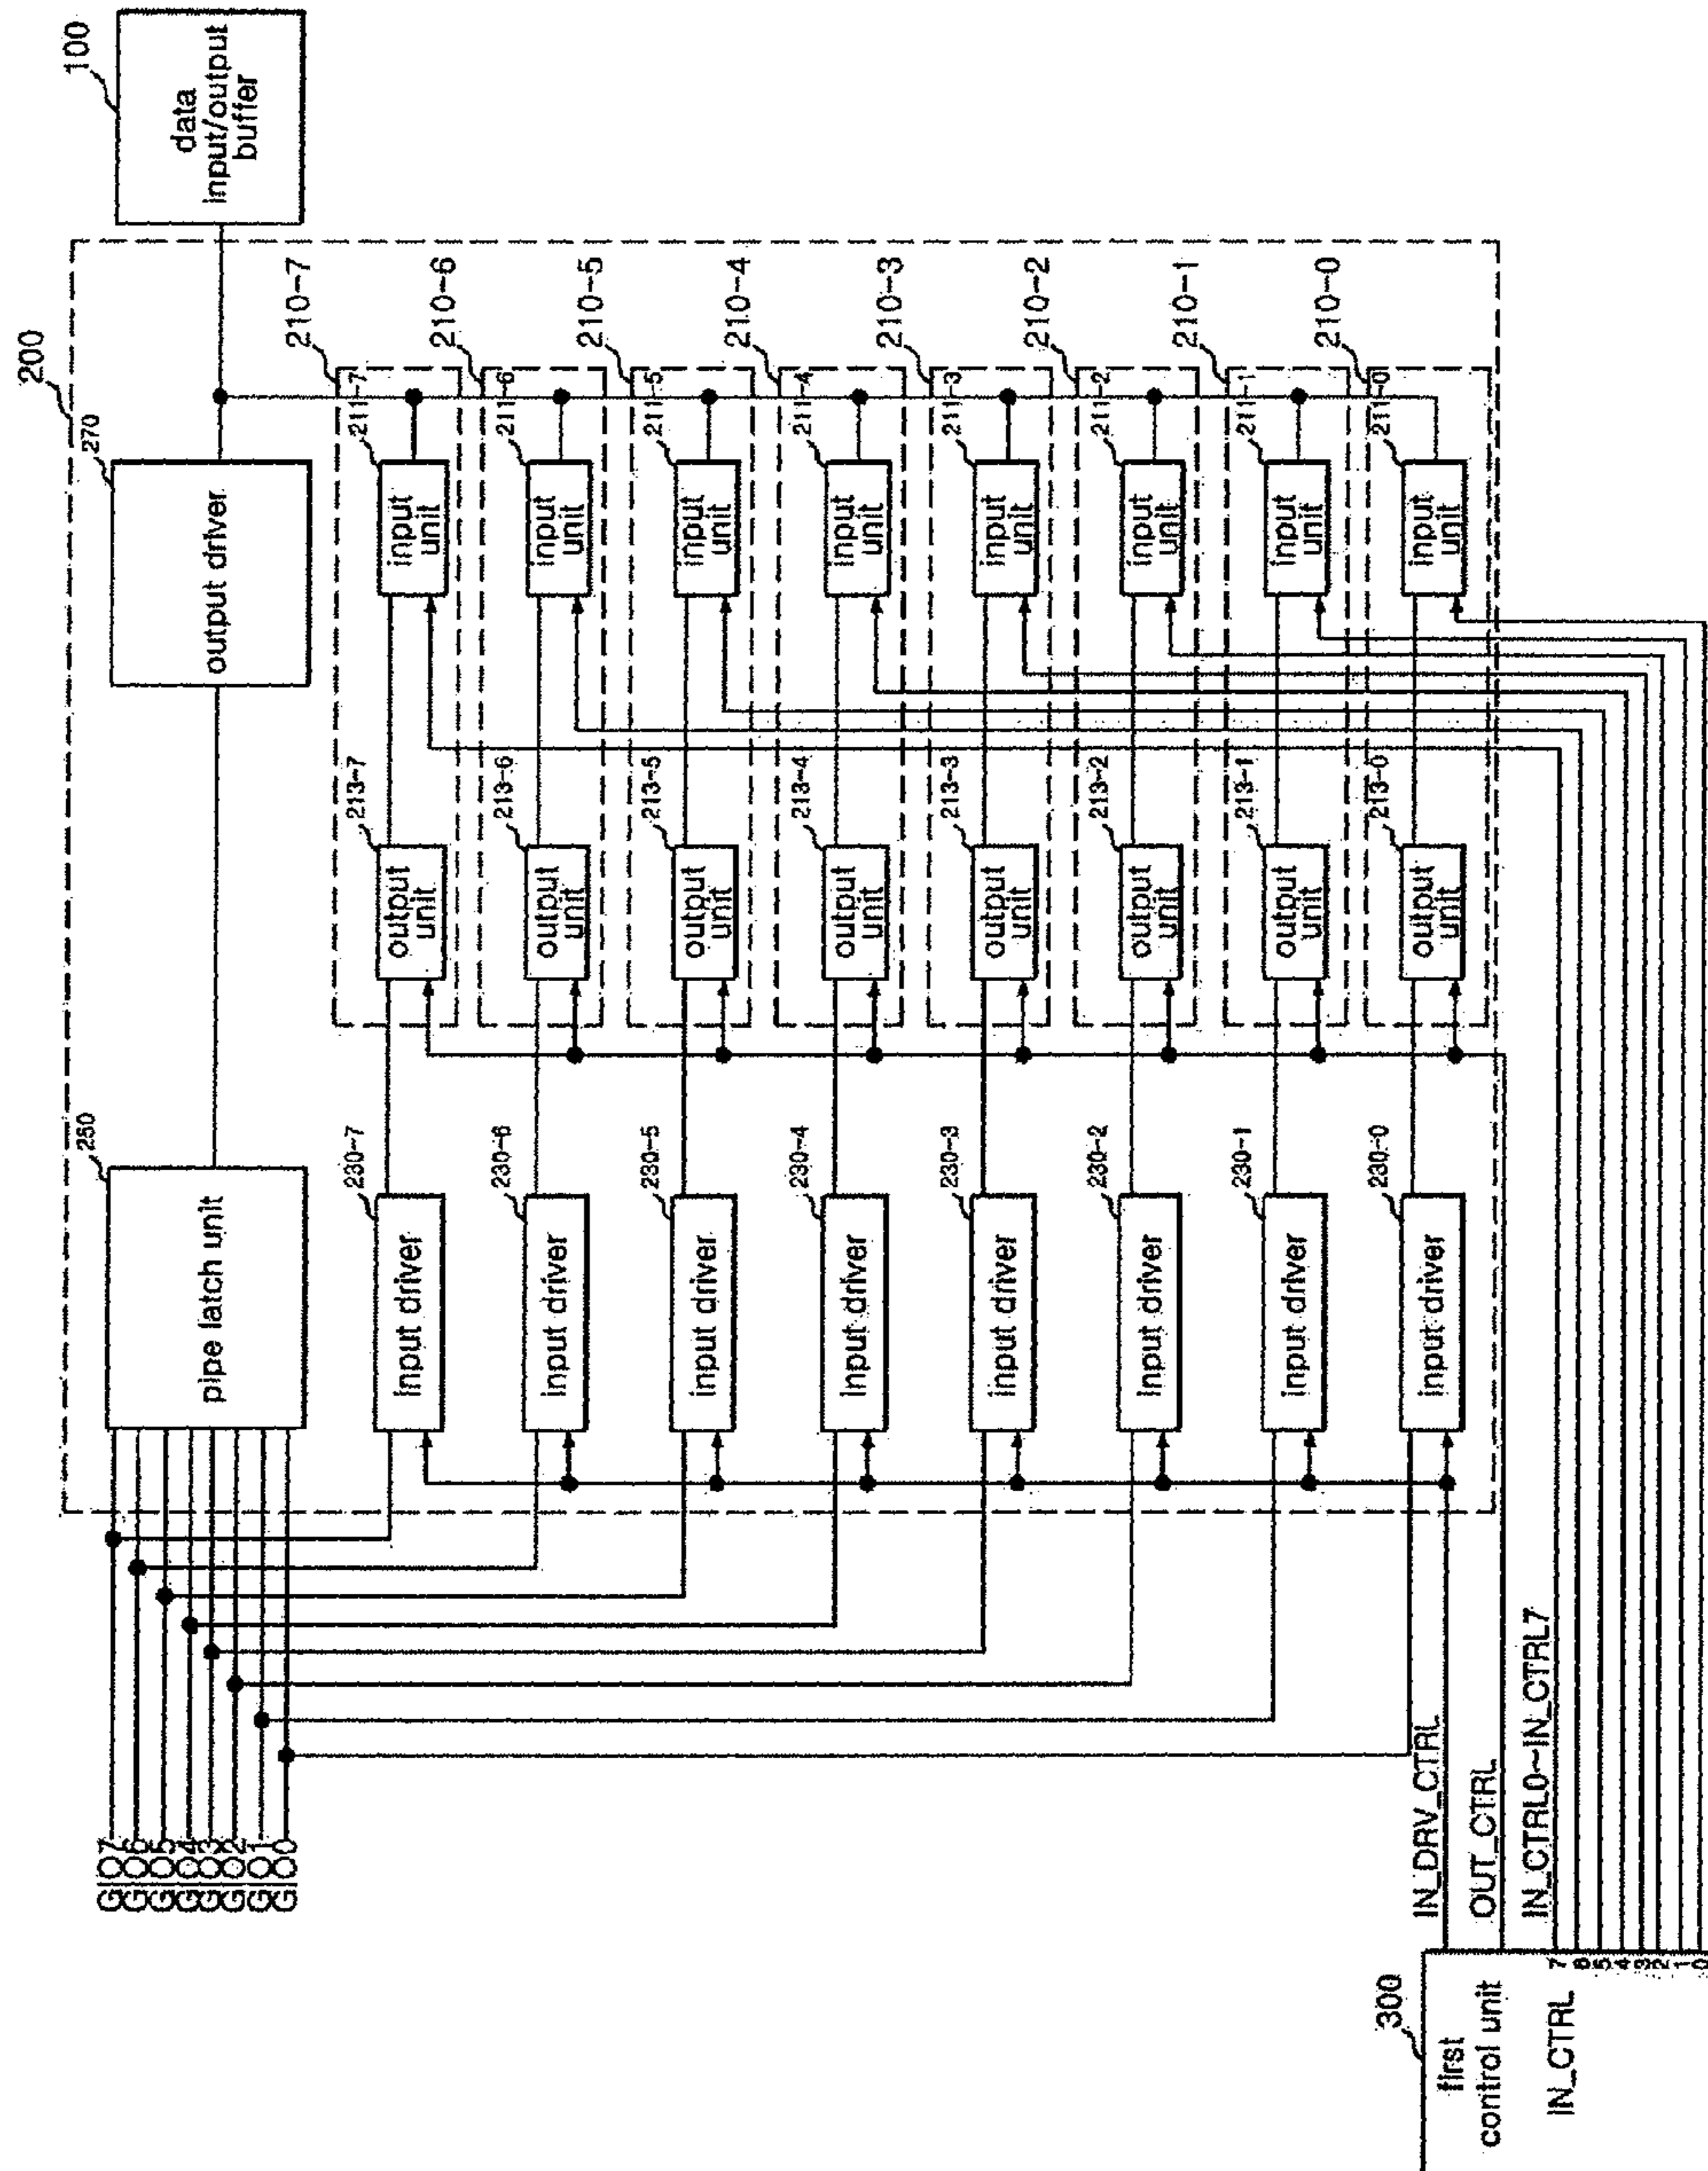 100
data
input/output
buffer
200
270
output driver
250
pipe latch unit
210-7
211-7
input
unit
213-7
output
unit
230-7
input driver
210-6
211-6
input
unit
213-6
output
unit
230-6
input driver
210-5
211-5
input
unit
213-5
output
unit
230-5
input driver
210-4
211-4
input
unit
213-4
output
unit
230-4
input driver
210-3
211-3
input
unit
213-3
output
unit
230-3
input driver
210-2
211-2
input
unit
213-2
output
unit
230-2
input driver
210-1
211-1
input
unit
213-1
output
unit
230-1
input driver
210-0
211-0
input
unit
213-0
output
unit
230-0
input driver
GIO7
GIO6
GIO5
GIO4
GIO3
GIO2
GIO1
GIO0
IN_DRV_CTRL
OUT_CTRL
IN_CTRL0~IN_CTRL7
300
first
control unit
IN_CTRL
7
6
5
4
3
2
1
0